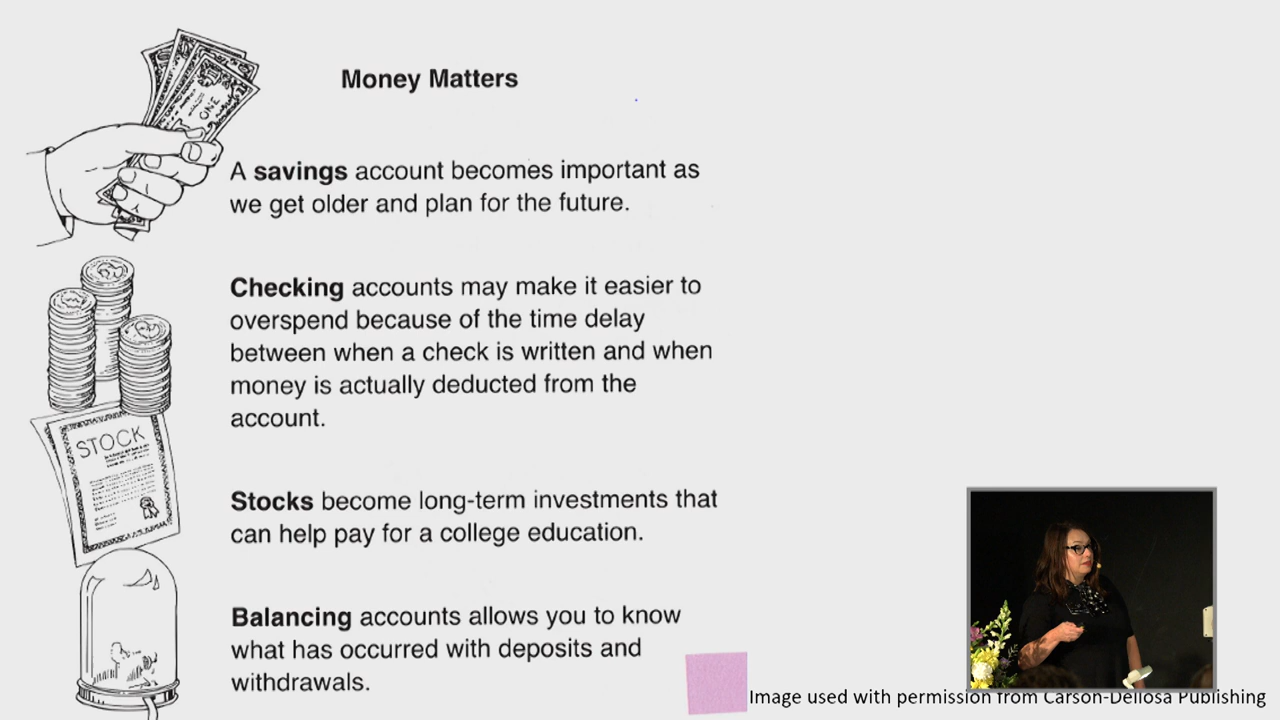 Money Matters
A savings account becomes important as
we get older and plan for the future.
Checking accounts may make it easier to
overspend because of the time delay
between when a check is written and when
money is actually deducted from the
account.
Stocks become long-term investments that
can help pay for a college education.
Balancing accounts allows you to know
what has occurred with deposits and
withdrawals.
ONE
STOCK
Image used with permission from Carson-Dellosa Publishing